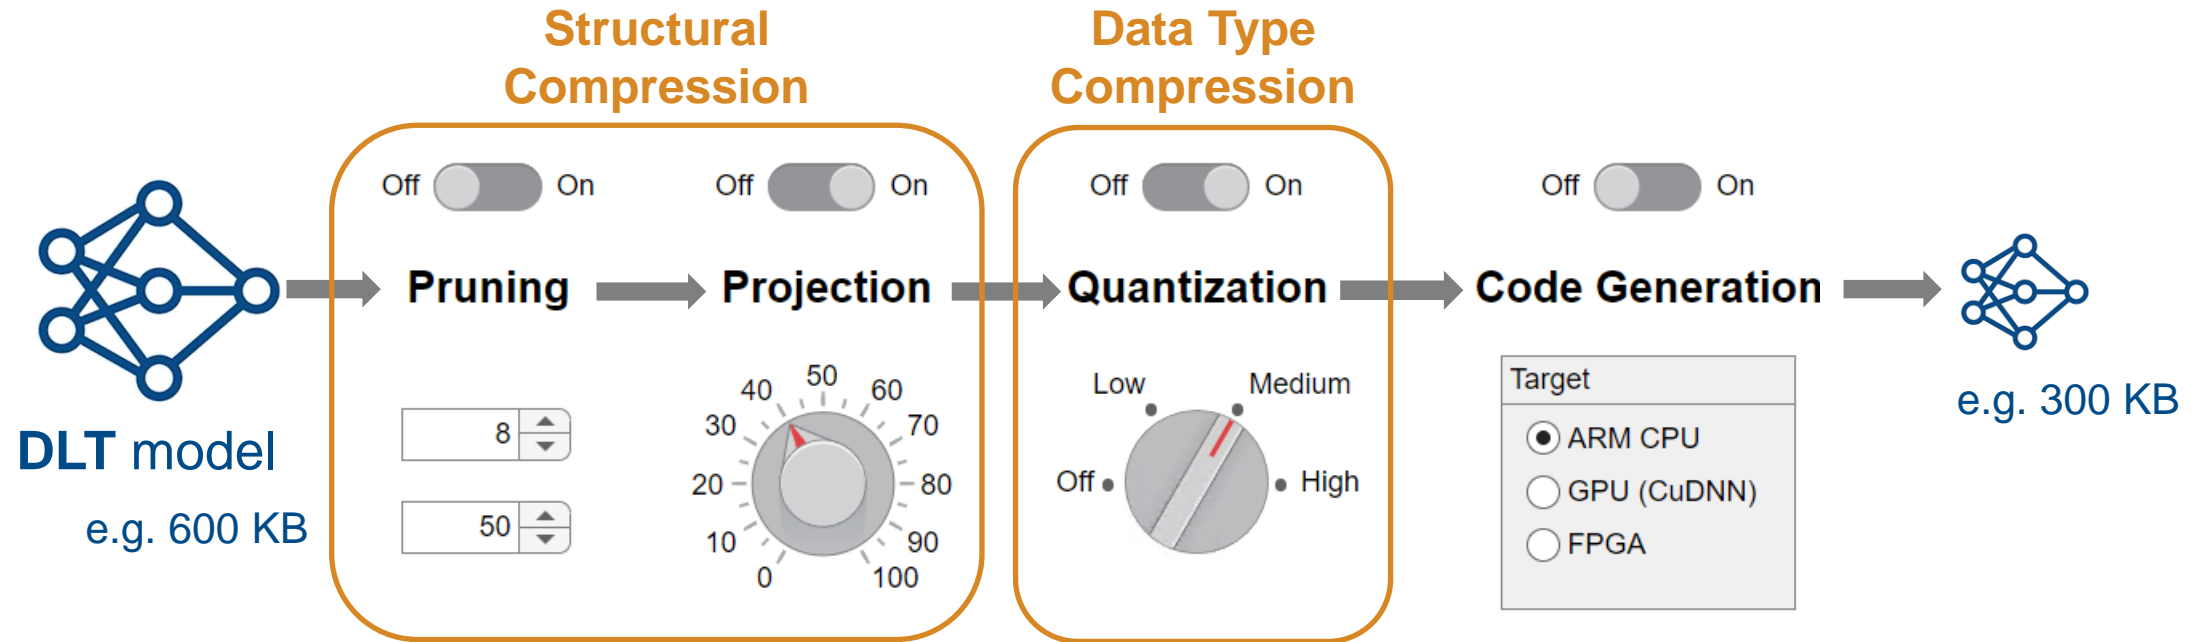 Structural
Compression
Data Type
Compression
Off On
Off On
Off On
Off On
Pruning
Projection
Quantization
Code Generation
DLT model
e.g. 600 KB
8
50
0
10
20
30
40
50
60
70
80
90
100
Off
Low
Medium
High
Target
ARM CPU
GPU (CuDNN)
FPGA
e.g. 300 KB